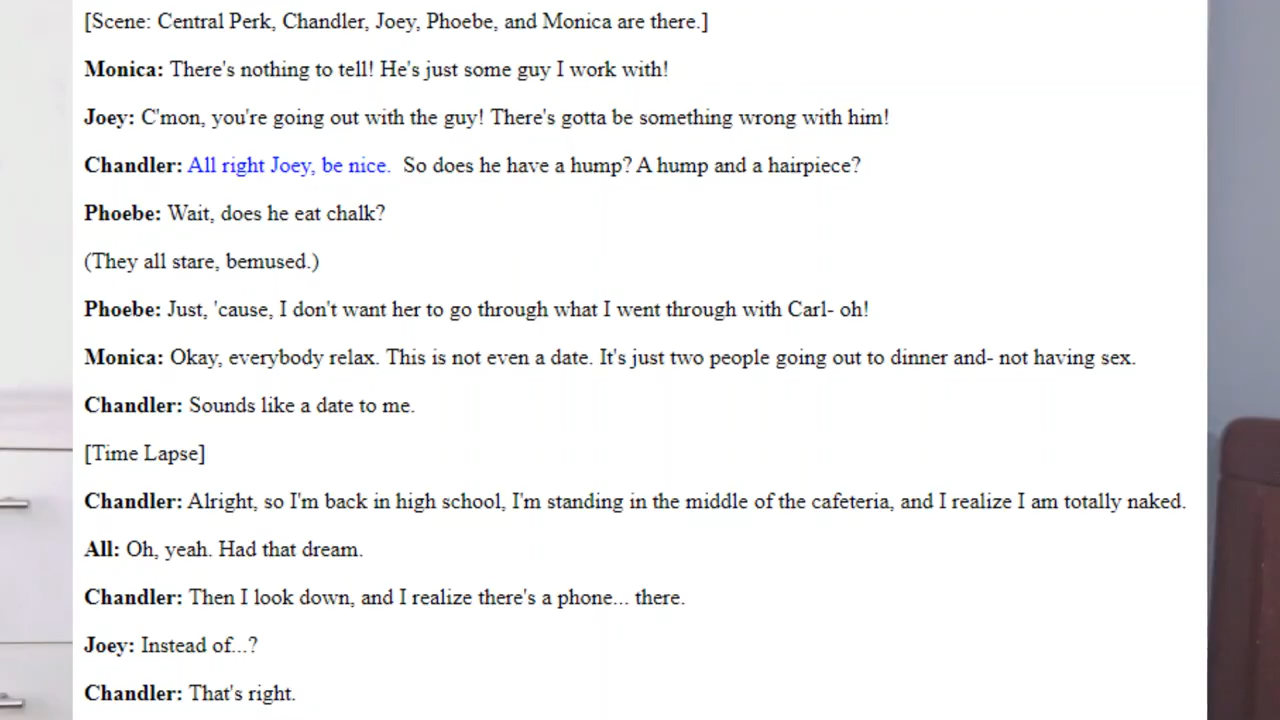 [Scene: Central Perk, Chandler, Joey, Phoebe, and Monica are there.]
Monica: There's nothing to tell! He's just some guy I work with!
Joey: C'mon, you're going out with the guy! There's gotta be something wrong with him!
Chandler: All right Joey, be nice.  So does he have a hump? A hump and a hairpiece?
Phoebe: Wait, does he eat chalk?
(They all stare, bemused.)
Phoebe: Just, 'cause, I don't want her to go through what I went through with Carl- oh!
Monica: Okay, everybody relax. This is not even a date. It's just two people going out to dinner and- not having sex.
Chandler: Sounds like a date to me.
[Time Lapse]
Chandler: Alright, so I'm back in high school, I'm standing in the middle of the cafeteria, and I realize I am totally naked.
All: Oh, yeah. Had that dream.
Chandler: Then I look down, and I realize there's a phone... there.
Joey: Instead of...?
Chandler: That's right.